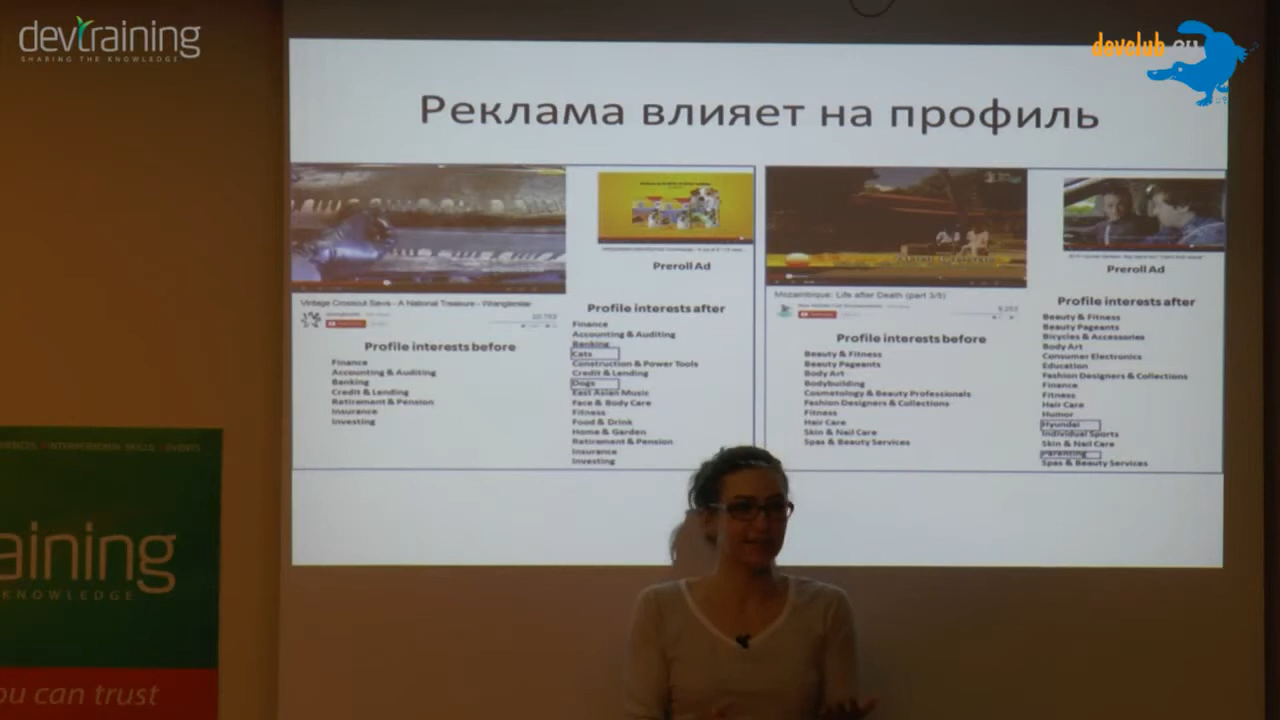 devtraining
SHARING THE KNOWLEDGE
devclub.eu
Реклама влияет на профиль
Preroll Ad
Vintage Crosscut Saws - A National Treasure - Wranglerstar
Profile interests before
Finance
Accounting & Auditing
Banking
Credit & Lending
Retirement & Pension
Insurance
Investing
Profile interests after
Finance
Accounting & Auditing
Banking
Cats
Construction & Power Tools
Credit & Lending
Dogs
East Asian Music
Face & Body Care
Fitness
Food & Drink
Home & Garden
Retirement & Pension
Insurance
Investing
Preroll Ad
Mozambique: Life after Death (part 3/5)
9,253
Profile interests before
Beauty & Fitness
Beauty Pageants
Body Art
Bodybuilding
Cosmetology & Beauty Professionals
Fashion Designers & Collections
Fitness
Hair Care
Skin & Nail Care
Spas & Beauty Services
Profile interests after
Beauty & Fitness
Beauty Pageants
Bicycles & Accessories
Body Art
Consumer Electronics
Education
Fashion Designers & Collections
Finance
Fitness
Hair Care
Humor
Hyundai
Individual Sports
Skin & Nail Care
Parenting
Spas & Beauty Services
INTERPERSONAL SKILLS
EVENTS
aining
KNOWLEDGE
ou can trust